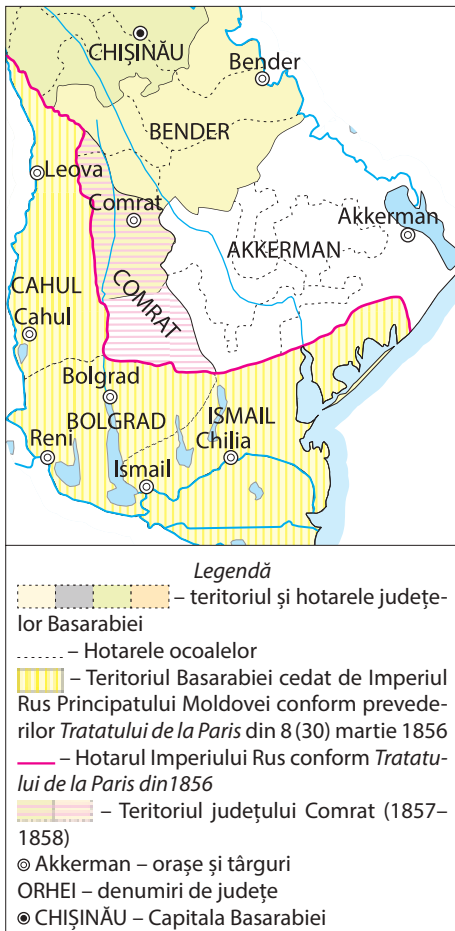 CHIȘINĂU
Bender
BENDER
Leova
Comrat
Akkerman
AKKERMAN
CAHUL
COMRAT
Cahul
Bolgrad
BOLGRAD
ISMAIL
Reni
Chilia
Ismail
Legendă
– teritoriul și hotarele județe-
lor Basarabiei
– Hotarele ocoalelor
– Teritoriul Basarabiei cedat de Imperiul
Rus Principatului Moldovei conform prevede-
rilor Tratatului de la Paris din 8 (30) martie 1856
– Hotarul Imperiului Rus conform Tratatu-
lui de la Paris din1856
– Teritoriul județului Comrat (1857–
1858)
Akkerman – orașe și târguri
ORHEI – denumiri de județe
CHIȘINĂU – Capitala Basarabiei